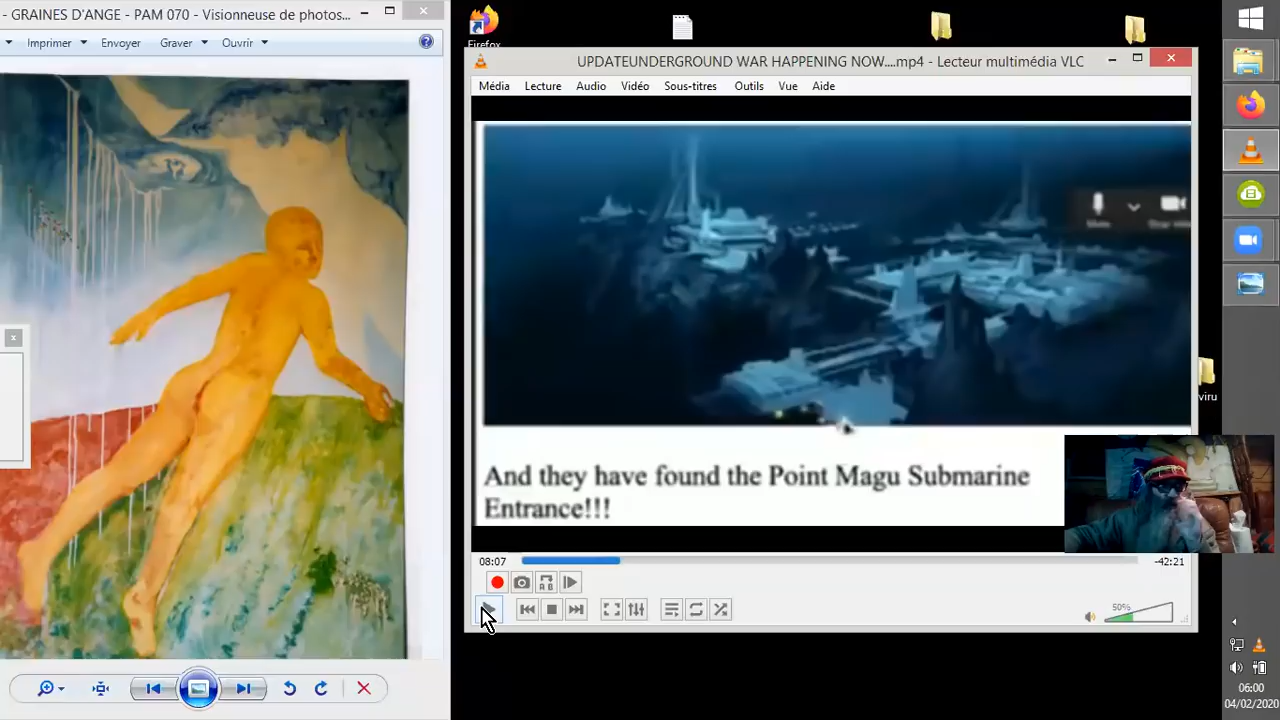 - GRAINES D'ANGE - PAM 070 - Visionneuse de photos...
Imprimer Envoyer Graver Ouvrir
Firefox
UPDATEUNDERGROUND WAR HAPPENING NOW....mp4 - Lecteur multimédia VLC
Média Lecture Audio Vidéo Sous-titres Outils Vue Aide
And they have found the Point Magu Submarine
Entrance!!!
08:07
-42:21
50%
viru
06:00
04/02/2020